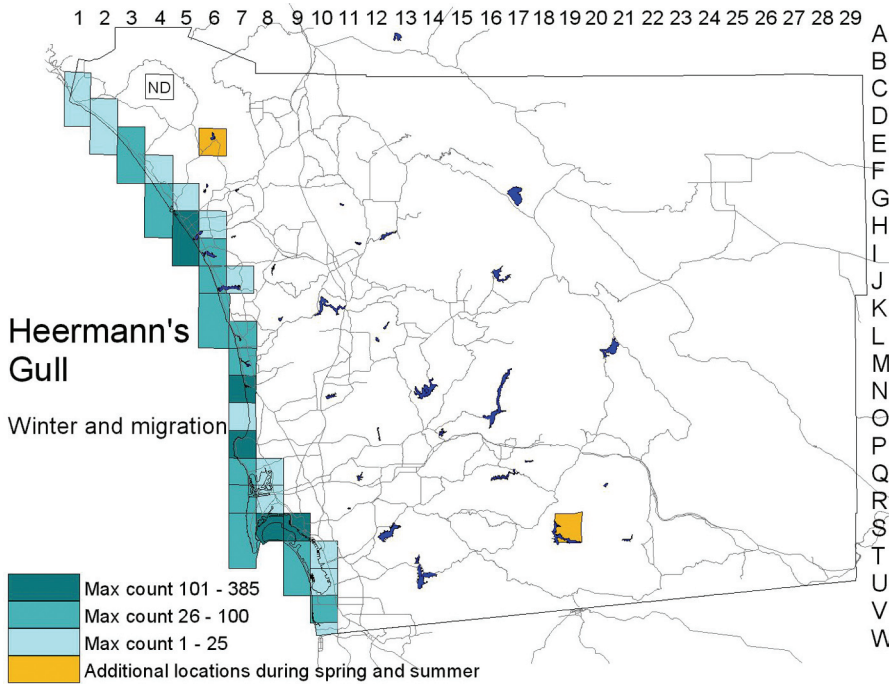 1 2 3 4 5 6 7 8 9 10 11 12 13 14 15 16 17 18 19 20 21 22 23 24 25 26 27 28 29
A
B
C
D
E
F
G
H
I
J
K
L
M
N
O
P
Q
R
S
T
U
V
W
ND
Heermann's
Gull
Winter and migration
Max count 101 - 385
Max count 26 - 100
Max count 1 - 25
Additional locations during spring and summer